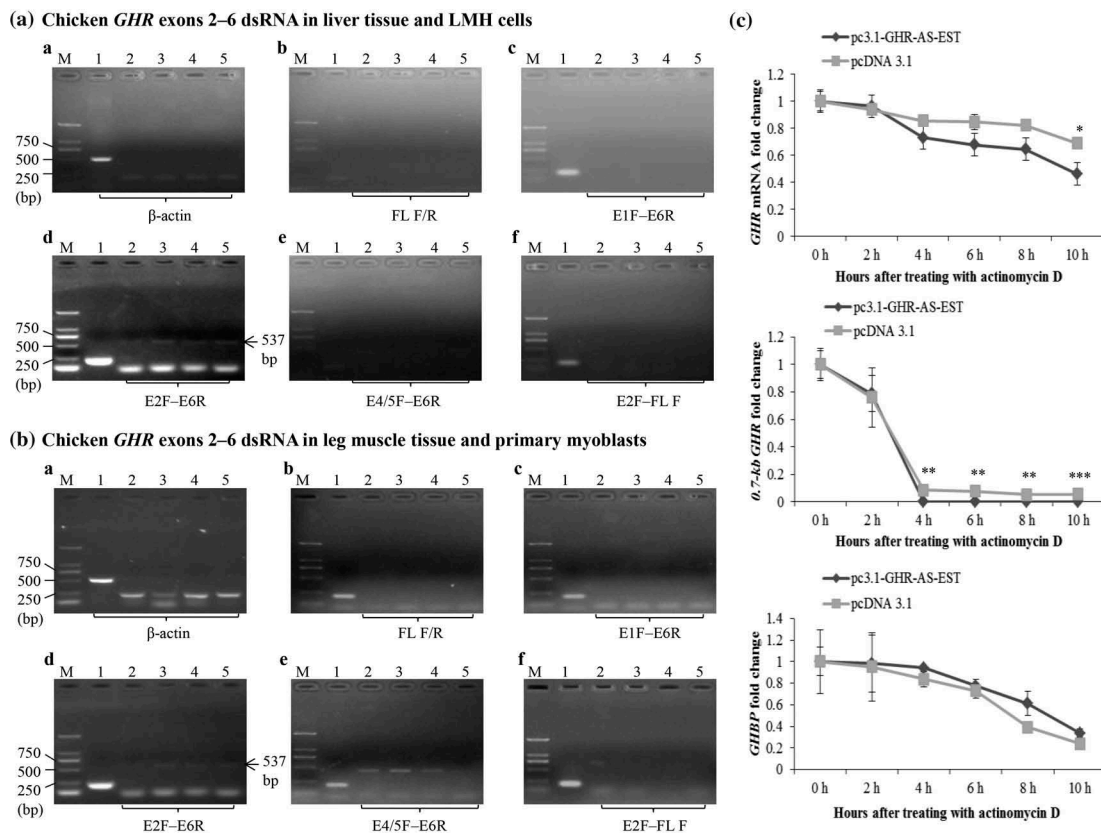 (a) Chicken GHR exons 2–6 dsRNA in liver tissue and LMH cells
a
M 1 2 3 4 5
750
500
250
(bp)
β-actin
b
M 1 2 3 4 5
FL F/R
c
M 1 2 3 4 5
E1F–E6R
d
M 1 2 3 4 5
750
500
250
(bp)
537
bp
E2F–E6R
e
M 1 2 3 4 5
E4/5F–E6R
f
M 1 2 3 4 5
E2F–FL F
(b) Chicken GHR exons 2–6 dsRNA in leg muscle tissue and primary myoblasts
a
M 1 2 3 4 5
750
500
250
(bp)
β-actin
b
M 1 2 3 4 5
FL F/R
c
M 1 2 3 4 5
E1F–E6R
d
M 1 2 3 4 5
750
500
250
(bp)
537
bp
E2F–E6R
e
M 1 2 3 4 5
E4/5F–E6R
f
M 1 2 3 4 5
E2F–FL F
(c)
pc3.1-GHR-AS-EST
pcDNA 3.1
GHR mRNA fold change
1.2
1
0.8
0.6
0.4
0.2
0
*
0 h 2 h 4 h 6 h 8 h 10 h
Hours after treating with actinomycin D
pc3.1-GHR-AS-EST
pcDNA 3.1
0.7-kb GHR fold change
1.2
1
0.8
0.6
0.4
0.2
0
** ** ** ***
0 h 2 h 4 h 6 h 8 h 10 h
Hours after treating with actinomycin D
pc3.1-GHR-AS-EST
pcDNA 3.1
GHBP fold change
1.4
1.2
1
0.8
0.6
0.4
0.2
0
0 h 2 h 4 h 6 h 8 h 10 h
Hours after treating with actinomycin D